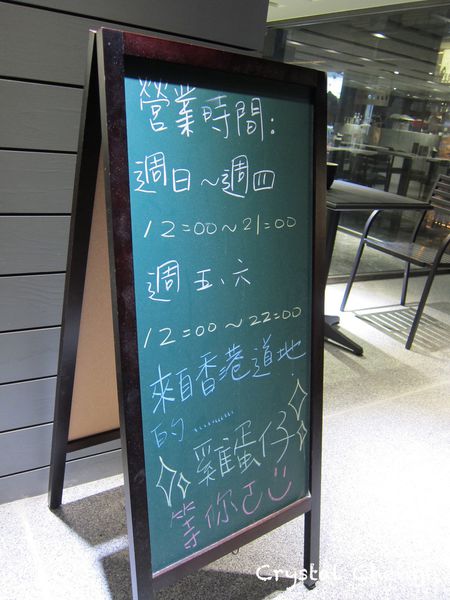 營業時間:
週日~週四
12:00~21:00
週五、六
12:00~22:00
來自香港道地
的………
雞蛋仔
等你
Crystal